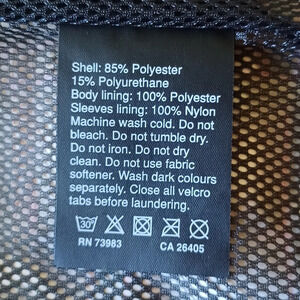 Shell: 85% Polyester
15% Polyurethane
Body lining: 100% Polyester
Sleeves lining: 100% Nylon
Machine wash cold. Do not
bleach. Do not tumble dry.
Do not iron. Do not dry
clean. Do not use fabric
softener. Wash dark colours
separately. Close all velcro
tabs before laundering.
30°
RN 73983 CA 26405